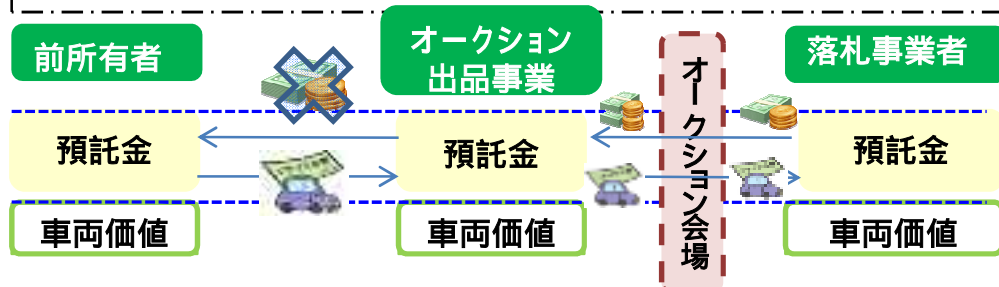 前所有者
オークション
出品事業
落札事業者
オークション会場
預託金
預託金
預託金
車両価値
車両価値
車両価値